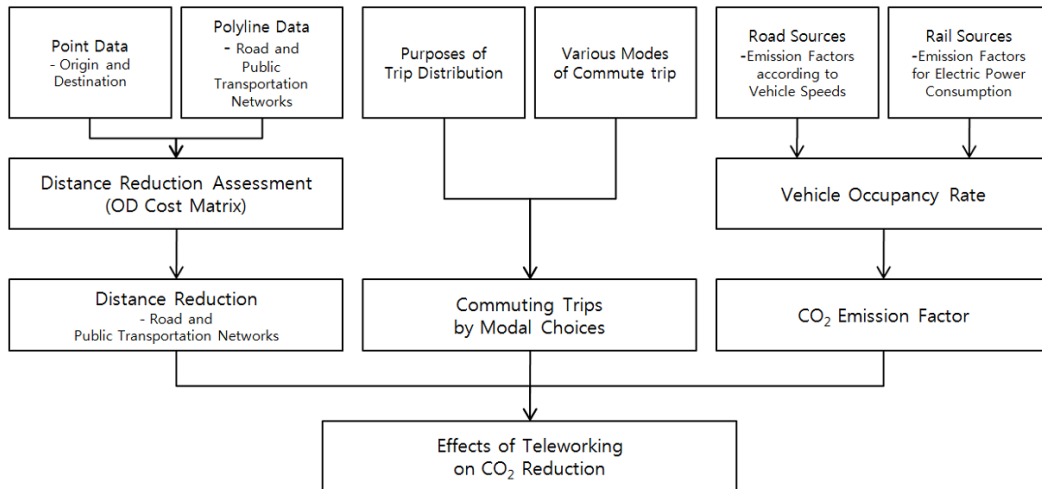 Point Data
- Origin and
Destination
Polyline Data
- Road and
Public
Transportation
Networks
Purposes of
Trip Distribution
Various Modes
of Commute trip
Road Sources
-Emission Factors
according to
Vehicle Speeds
Rail Sources
-Emission Factors
for Electric Power
Consumption
Distance Reduction Assessment
(OD Cost Matrix)
Vehicle Occupancy Rate
Distance Reduction
- Road and
Public Transportation Networks
Commuting Trips
by Modal Choices
CO₂ Emission Factor
Effects of Teleworking
on CO₂ Reduction